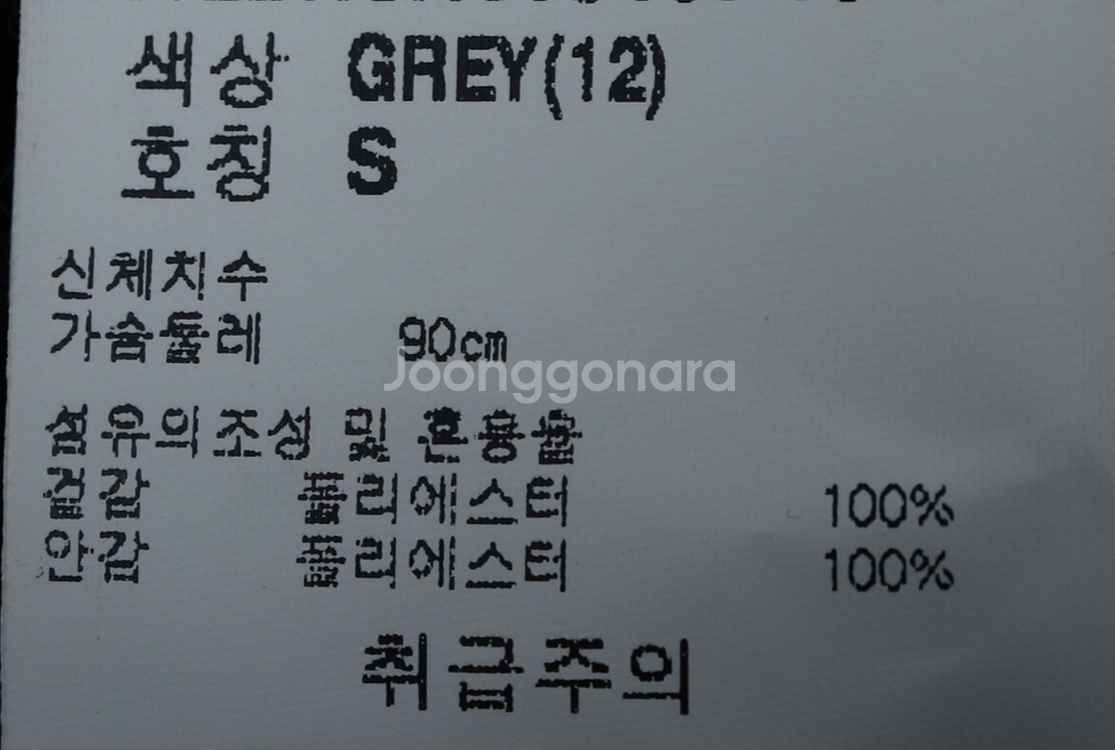 색상 GREY(12)
호칭 S
신체치수
가슴둘레 90cm
Joonggonara
섬유의조성 및 혼용율
겉감 폴리에스터 100%
안감 폴리에스터 100%
취급주의